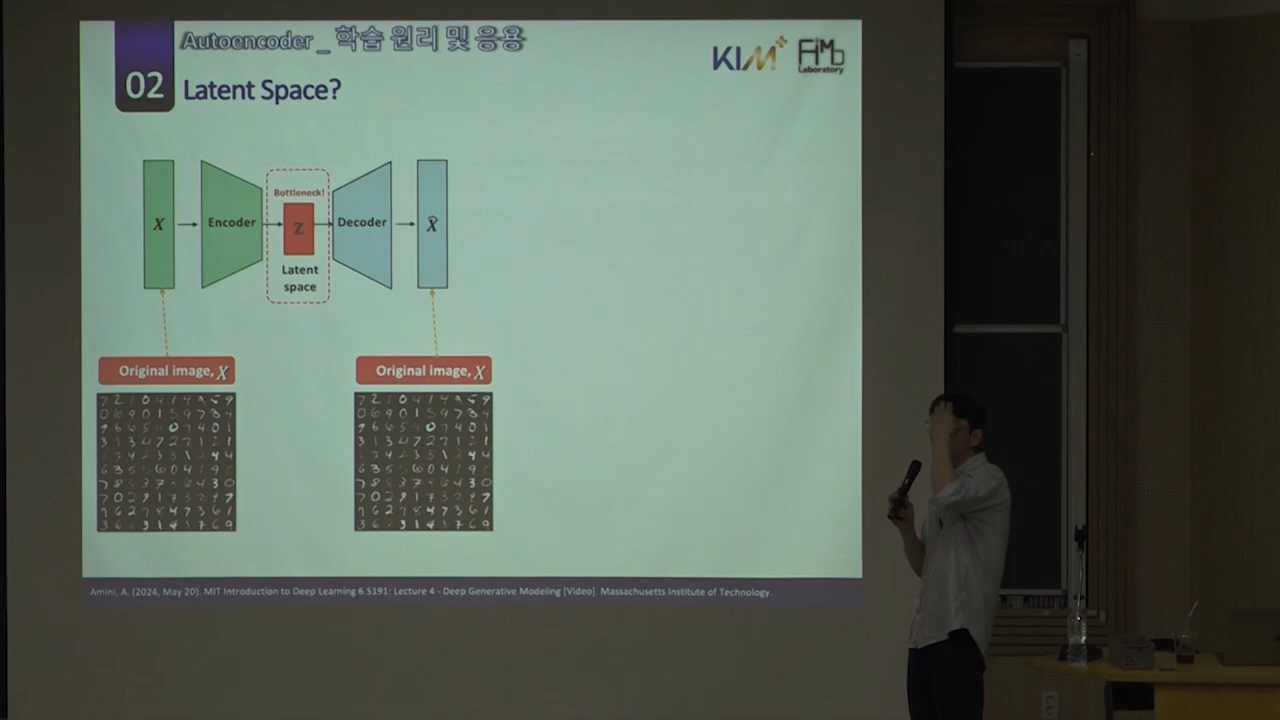 Autoencoder _ 학습 원리 및 응용
02
Latent Space?
KIM+
FIMb
Laboratory
X
Encoder
Bottleneck!
Z
Latent
space
Decoder
X̂
Original image, X
Original image, X
Amini, A. (2024, May 20). MIT Introduction to Deep Learning 6.S191: Lecture 4 - Deep Generative Modeling [Video]. Massachusetts Institute of Technology.